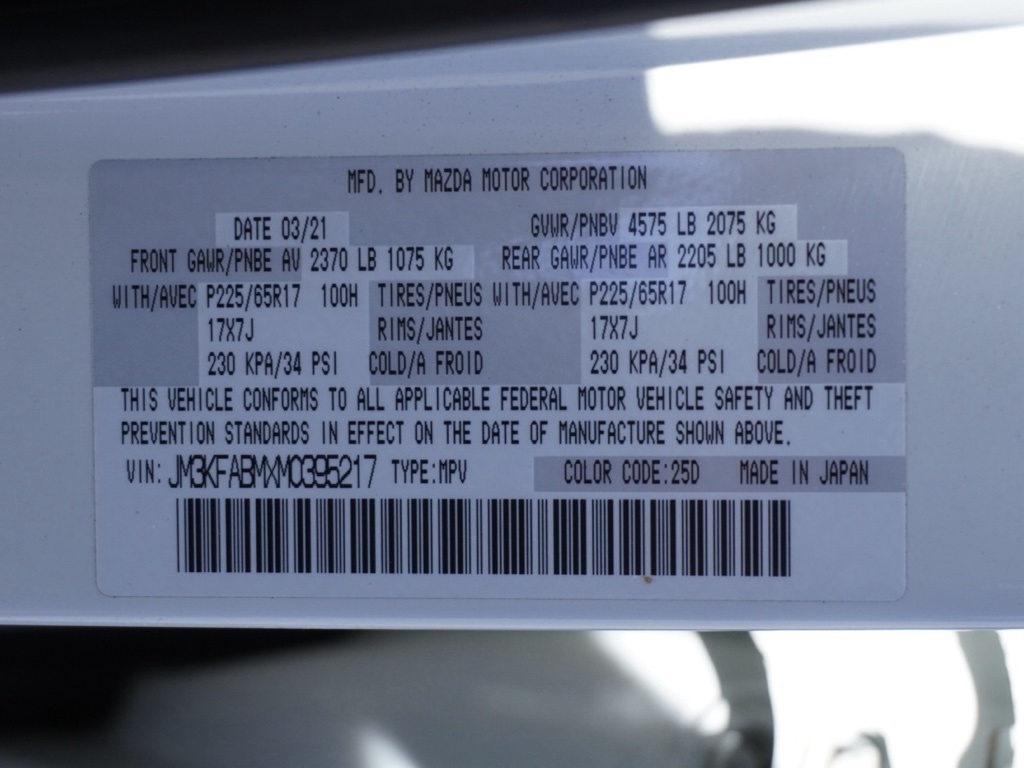 MFD. BY MAZDA MOTOR CORPORATION
DATE 03/21 GVWR/PNBV 4575 LB 2075 KG
FRONT GAWR/PNBE AV 2370 LB 1075 KG REAR GAWR/PNBE AR 2205 LB 1000 KG
WITH/AVEC P225/65R17 100H TIRES/PNEUS WITH/AVEC P225/65R17 100H TIRES/PNEUS
17X7J RIMS/JANTES 17X7J RIMS/JANTES
230 KPA/34 PSI COLD/A FROID 230 KPA/34 PSI COLD/A FROID
THIS VEHICLE CONFORMS TO ALL APPLICABLE FEDERAL MOTOR VEHICLE SAFETY AND THEFT
PREVENTION STANDARDS IN EFFECT ON THE DATE OF MANUFACTURE SHOWN ABOVE.
VIN: JM3KFABMXM0395217 TYPE:MPV COLOR CODE:25D MADE IN JAPAN